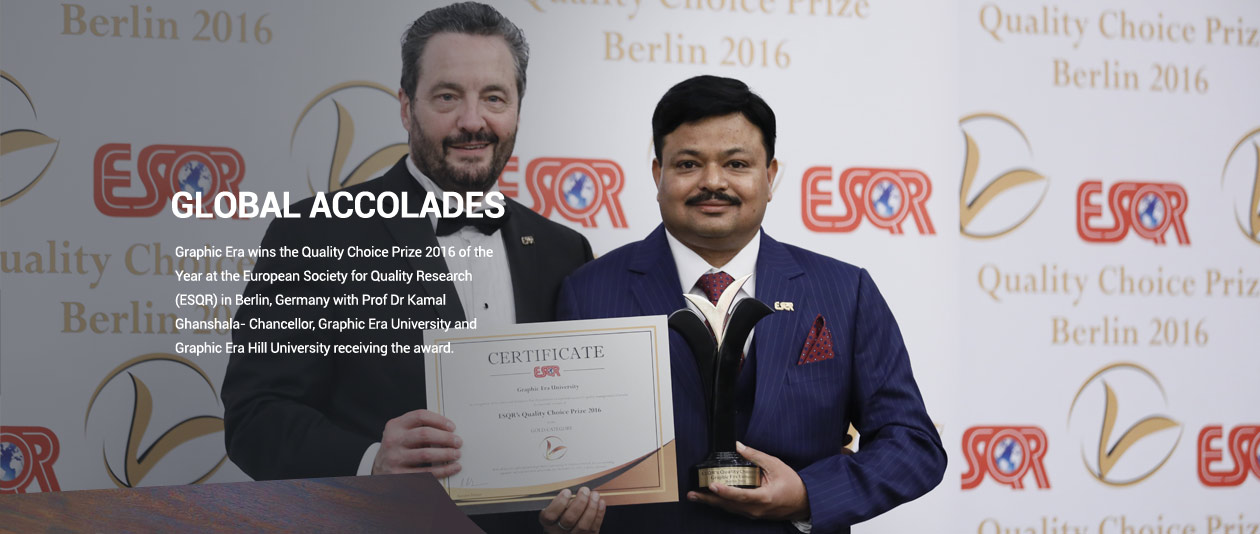 Berlin 2016
Quality Choice Prize
Berlin 2016
Quality Choice Priz
Berlin 2016
ESQR
ESQR
ESQR
ESQR
GLOBAL ACCOLADES
Graphic Era wins the Quality Choice Prize 2016 of the
Year at the European Society for Quality Research
(ESQR) in Berlin, Germany with Prof Dr Kamal
Ghanshala- Chancellor, Graphic Era University and
Graphic Era Hill University receiving the award.
uality Choice
Berlin 20
Quality Choice Prize
Berlin 2016
ESQR
CERTIFICATE
ESQR
Graphic Era University
ESQR's Quality Choice Prize 2016
SQR
ESQR
ES
Quality Choice Prize